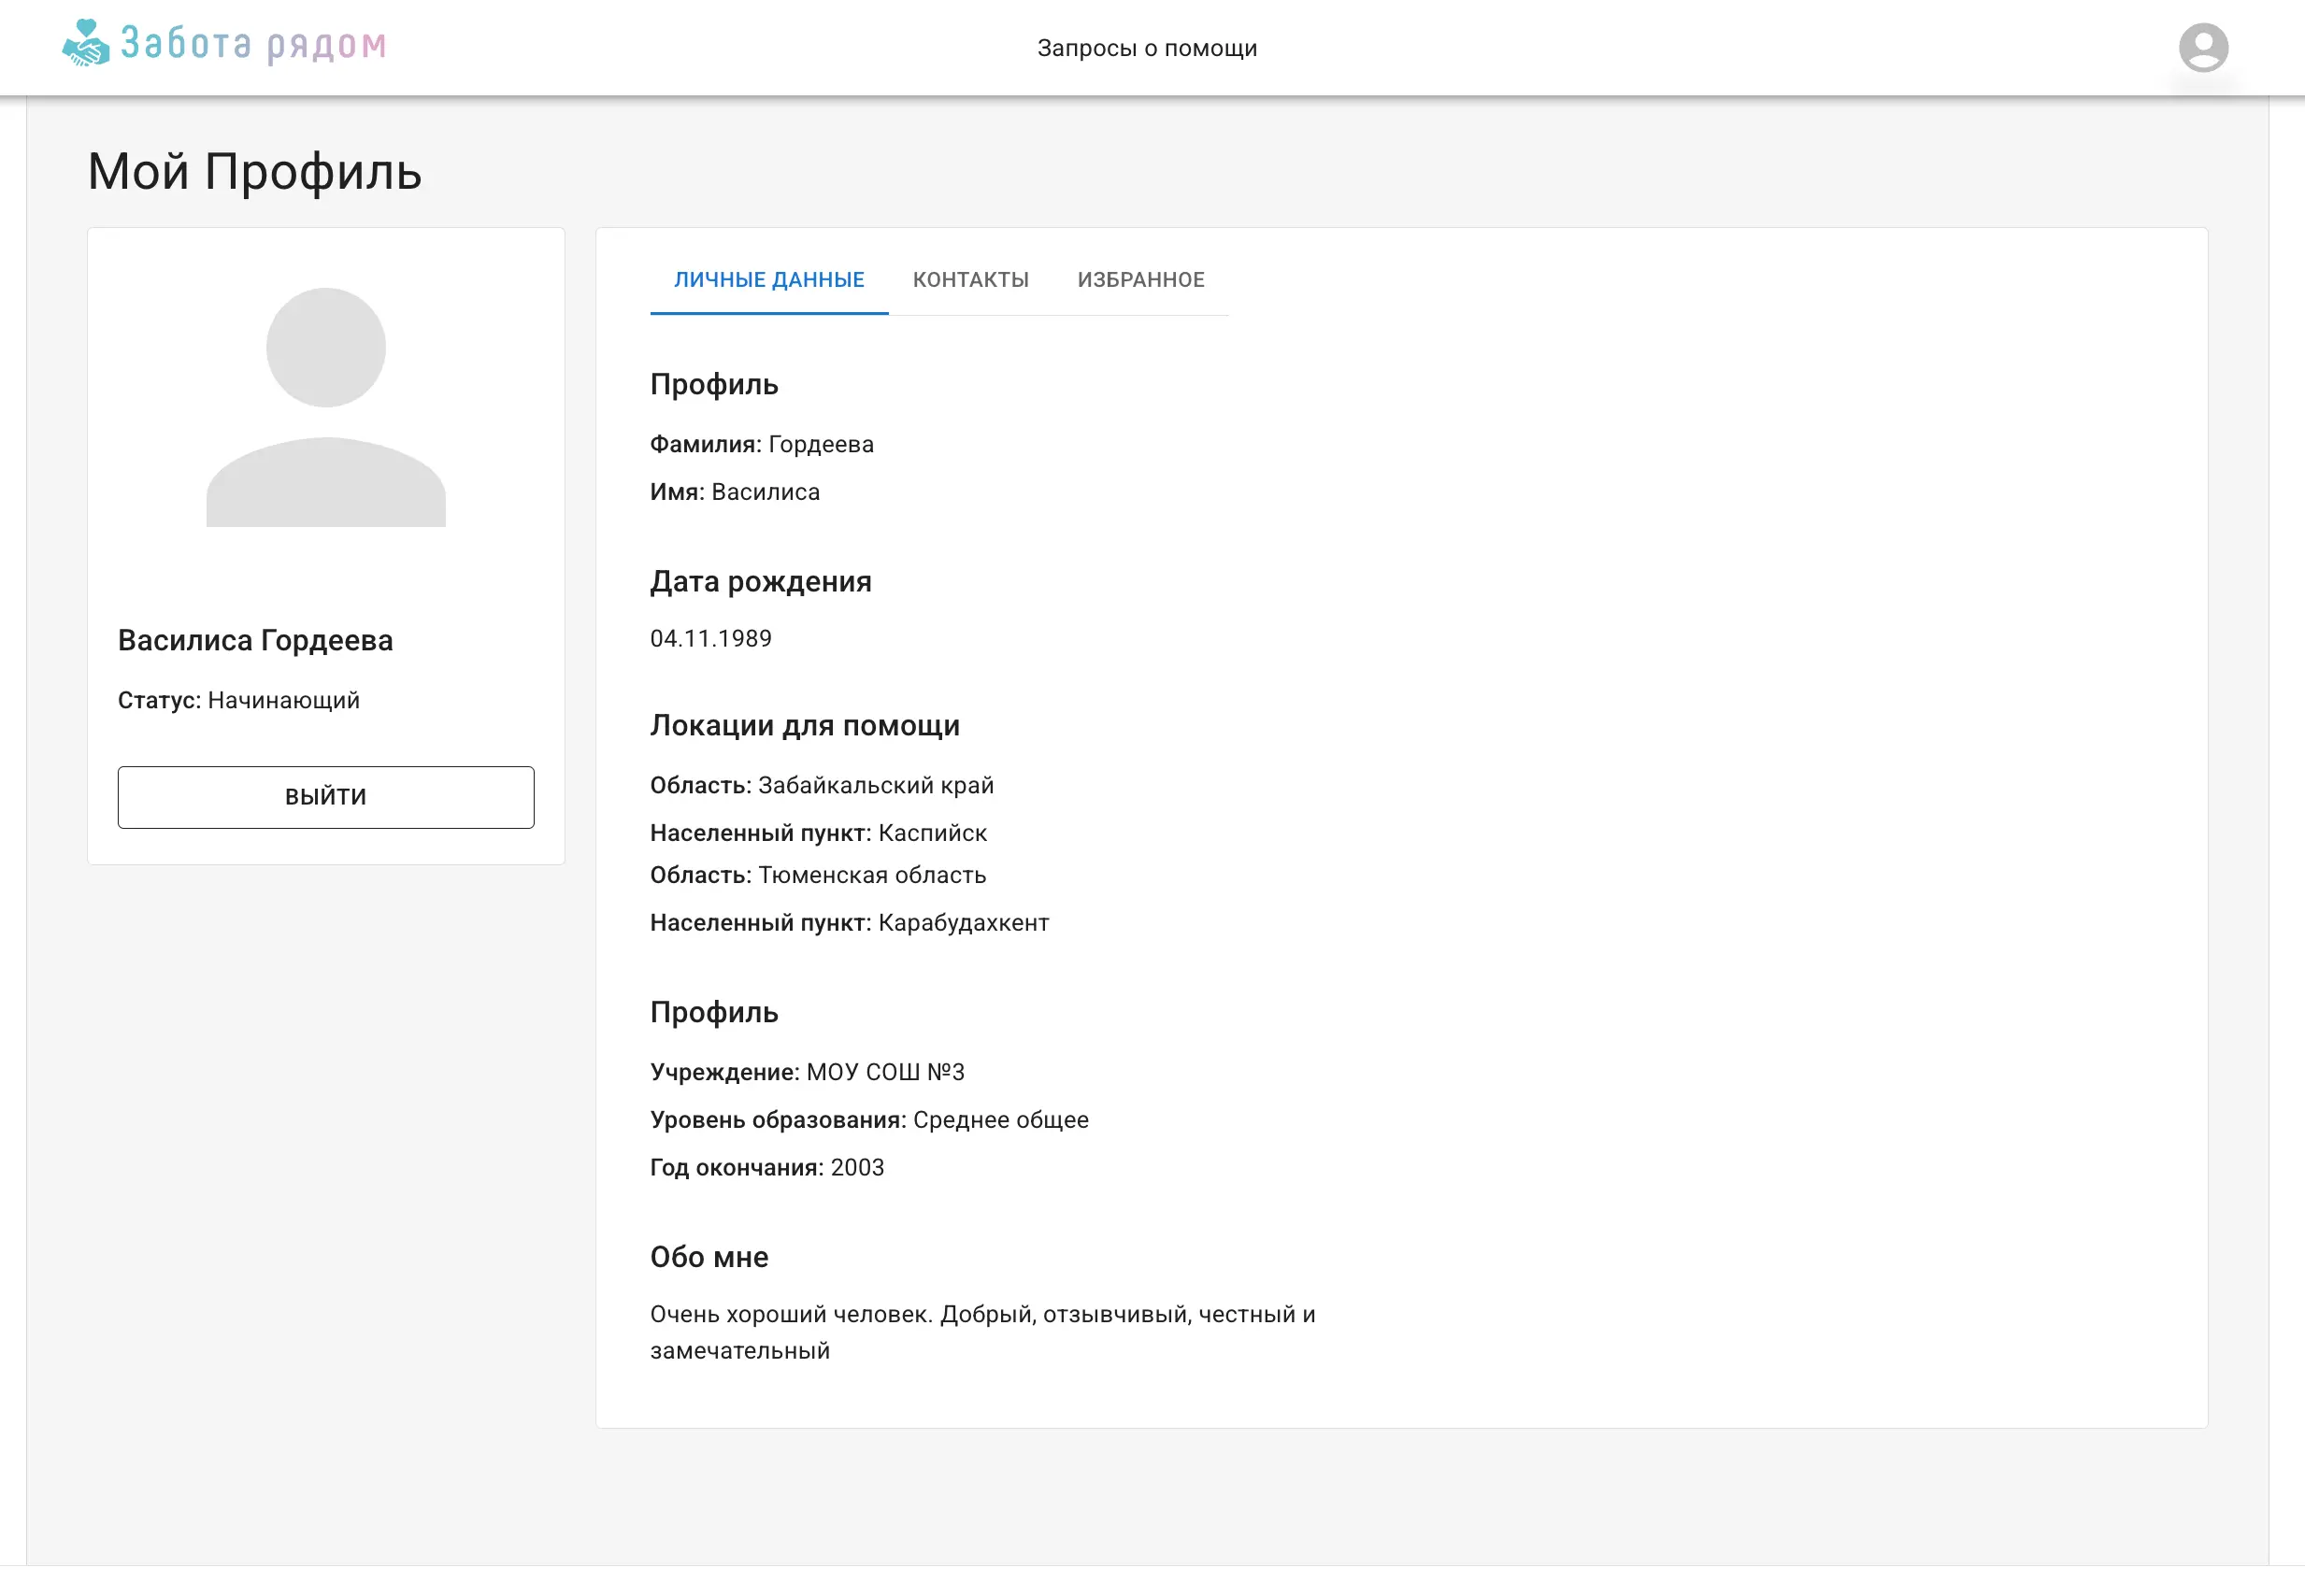 Забота рядом
Запросы о помощи
Мой Профиль
Василиса Гордеева
Статус: Начинающий
ВЫЙТИ
ЛИЧНЫЕ ДАННЫЕ КОНТАКТЫ ИЗБРАННОЕ
Профиль
Фамилия: Гордеева
Имя: Василиса
Дата рождения
04.11.1989
Локации для помощи
Область: Забайкальский край
Населенный пункт: Каспийск
Область: Тюменская область
Населенный пункт: Карабудахкент
Профиль
Учреждение: МОУ СОШ №3
Уровень образования: Среднее общее
Год окончания: 2003
Обо мне
Очень хороший человек. Добрый, отзывчивый, честный и
замечательный